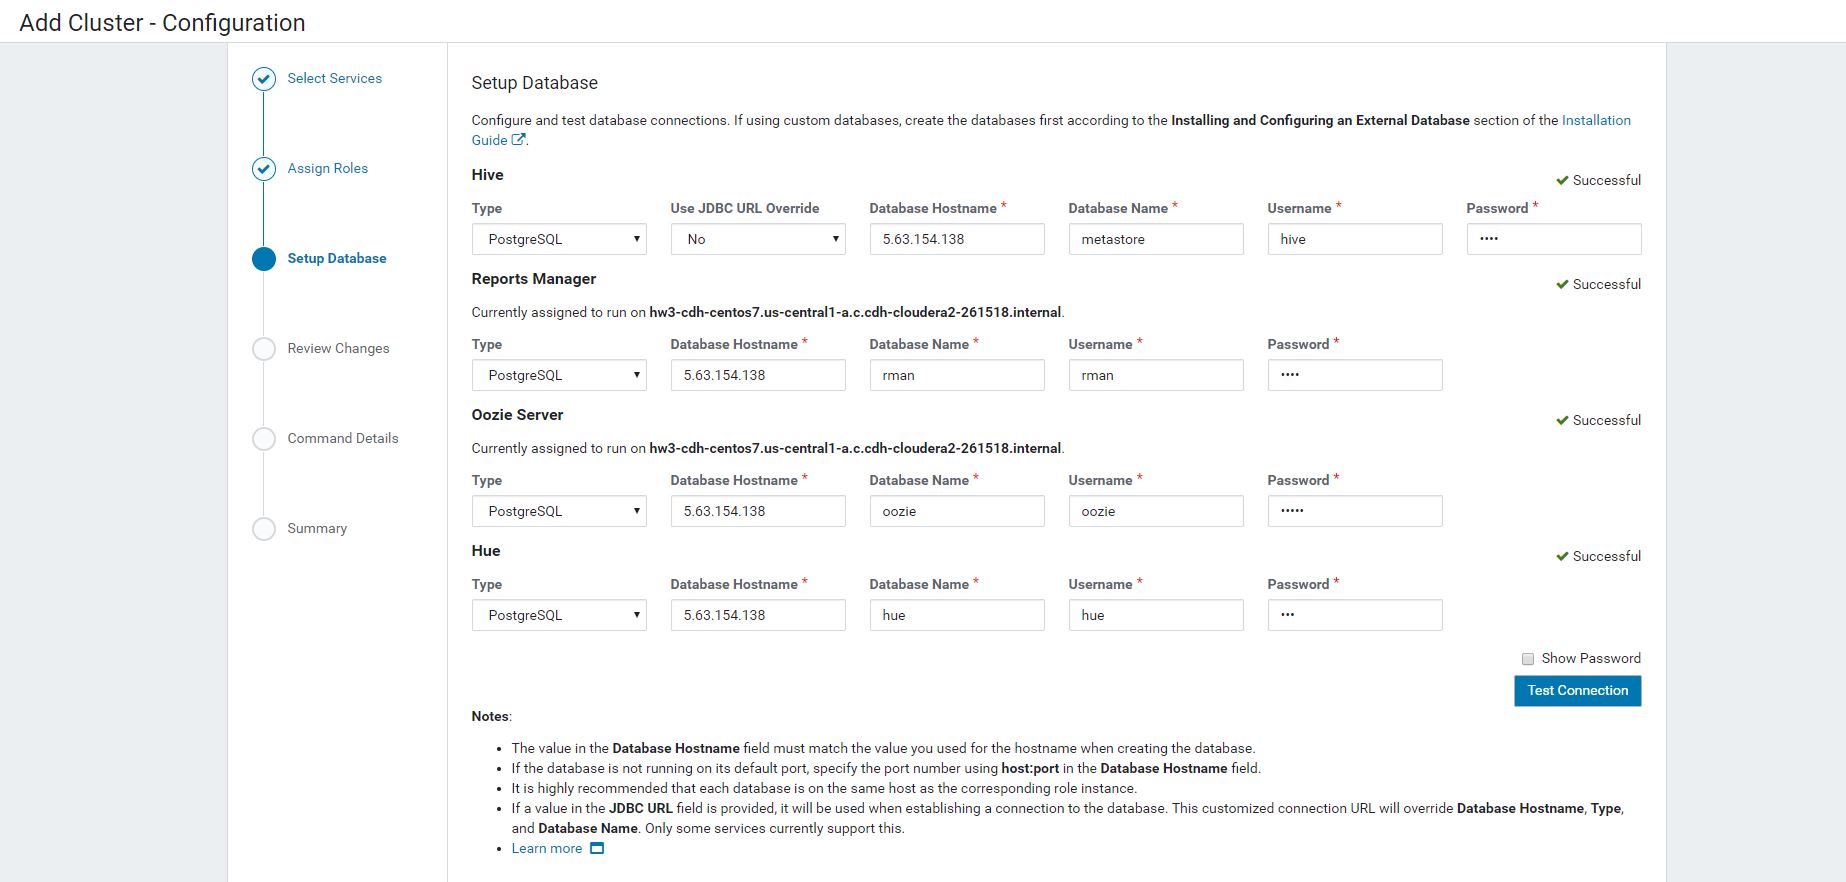 Add Cluster - Configuration
Select Services
Assign Roles
Setup Database
Review Changes
Command Details
Summary
Setup Database
Configure and test database connections. If using custom databases, create the databases first according to the Installing and Configuring an External Database section of the Installation
Guide.
Hive
Successful
Type Use JDBC URL Override Database Hostname * Database Name * Username * Password *
PostgreSQL No 5.63.154.138 metastore hive ••••
Reports Manager
Successful
Currently assigned to run on hw3-cdh-centos7.us-central1-a.c.cdh-cloudera2-261518.internal.
Type Database Hostname * Database Name * Username * Password *
PostgreSQL 5.63.154.138 rman rman ••••
Oozie Server
Successful
Currently assigned to run on hw3-cdh-centos7.us-central1-a.c.cdh-cloudera2-261518.internal.
Type Database Hostname * Database Name * Username * Password *
PostgreSQL 5.63.154.138 oozie oozie •••••
Hue
Successful
Type Database Hostname * Database Name * Username * Password *
PostgreSQL 5.63.154.138 hue hue •••
Show Password
Test Connection
Notes:
• The value in the Database Hostname field must match the value you used for the hostname when creating the database.
• If the database is not running on its default port, specify the port number using host:port in the Database Hostname field.
• It is highly recommended that each database is on the same host as the corresponding role instance.
• If a value in the JDBC URL field is provided, it will be used when establishing a connection to the database. This customized connection URL will override Database Hostname, Type,
and Database Name. Only some services currently support this.
• Learn more